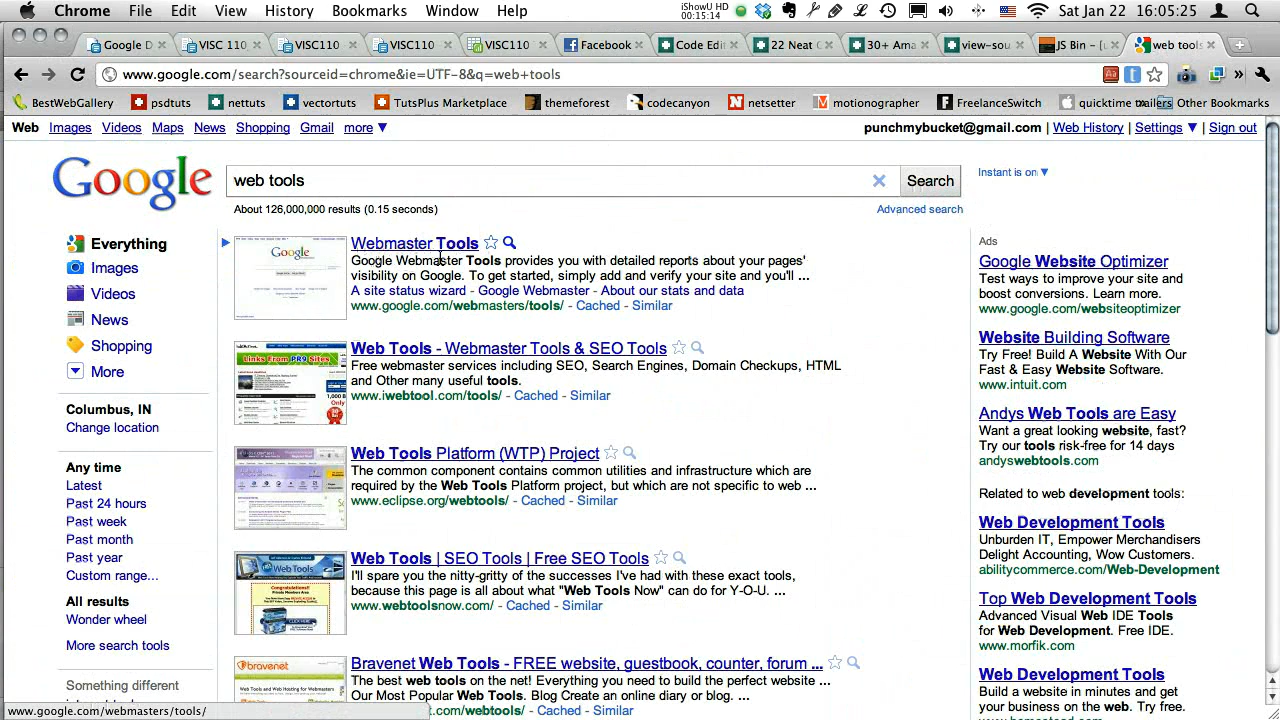 Chrome File Edit View History Bookmarks Window Help iShowU HD 00:15:14 Sat Jan 22 16:05:25
Google D VISC 110 VISC110 VISC110 VISC110 Facebook Code Edi 22 Neat C 30+ Ama view-sou JS Bin - [ web tools
www.google.com/search?sourceid=chrome&ie=UTF-8&q=web+tools
BestWebGallery psdtuts nettuts vectortuts TutsPlus Marketplace themeforest codecanyon netsetter motionographer FreelanceSwitch quicktime Other Bookmarks
Web Images Videos Maps News Shopping Gmail more ▼ punchmybucket@gmail.com | Web History | Settings ▼ | Sign out
Google
web tools
Search
Instant is on ▼
About 126,000,000 results (0.15 seconds)
Advanced search
Everything
Images
Videos
News
Shopping
More
Columbus, IN
Change location
Any time
Latest
Past 24 hours
Past week
Past month
Past year
Custom range...
All results
Wonder wheel
More search tools
Something different
Webmaster Tools
Google Webmaster Tools provides you with detailed reports about your pages'
visibility on Google. To get started, simply add and verify your site and you'll ...
A site status wizard - Google Webmaster - About our stats and data
www.google.com/webmasters/tools/ - Cached - Similar
Links From PR9 Sites
Web Tools - Webmaster Tools & SEO Tools
Free webmaster services including SEO, Search Engines, Domain Checkups, HTML
and Other most useful tools.
www.iwebtool.com/tools/ - Cached - Similar
Web Tools Platform (WTP) Project
The common component contains common utilities and infrastructure which are
required by the Web Tools Platform project, but which are not specific to web ...
www.eclipse.org/webtools/ - Cached - Similar
Web Tools
Web Tools | SEO Tools | Free SEO Tools
I'll spare you the nitty-gritty of the successes I've had with these web tools,
because this page is all about what "Web Tools Now" can do for Y-O-U. ...
www.webtoolsnow.com/ - Cached - Similar
bravenet
Web Tools and Web Hosting for Webmasters
Bravenet Web Tools - FREE website, guestbook, counter, forum ...
The best web tools on the net! Everything you need to build the perfect website ...
Our Most Popular Web Tools. Blog Create an online diary. ...
.com/webtools/ - Cached - Similar
Ads
Google Website Optimizer
Test ways to improve your site and
boost conversions. Learn more.
www.google.com/websiteoptimizer
Website Building Software
Try Free! Build A Website With Our
Fast & Easy Website Software.
www.intuit.com
Andys Web Tools are Easy
Want a great looking website, fast?
Try our tools risk-free for 14 days
andyswebtools.com
Related to web development tools:
Web Development Tools
Unburden IT, Empower Merchandisers
Delight Accounting, Wow Customers.
abilitycommerce.com/Web-Development
Top Web Development Tools
Advanced Visual Web IDE Tools
for Web Development. Free IDE.
www.morfik.com
Web Development Tools
build a website in minutes and get
your business on the web.
www.google.com/webmasters/tools/